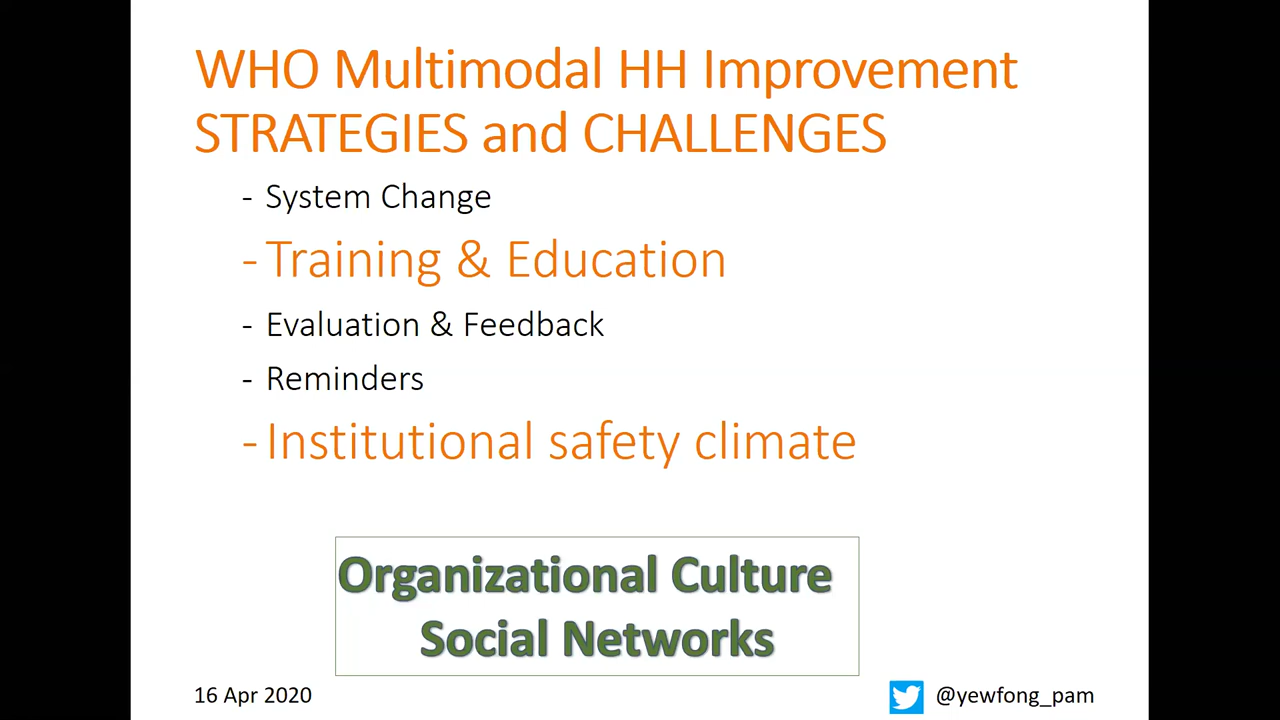 WHO Multimodal HH Improvement
STRATEGIES and CHALLENGES
- System Change
- Training & Education
- Evaluation & Feedback
- Reminders
- Institutional safety climate
Organizational Culture
Social Networks
16 Apr 2020
@yewfong_pam